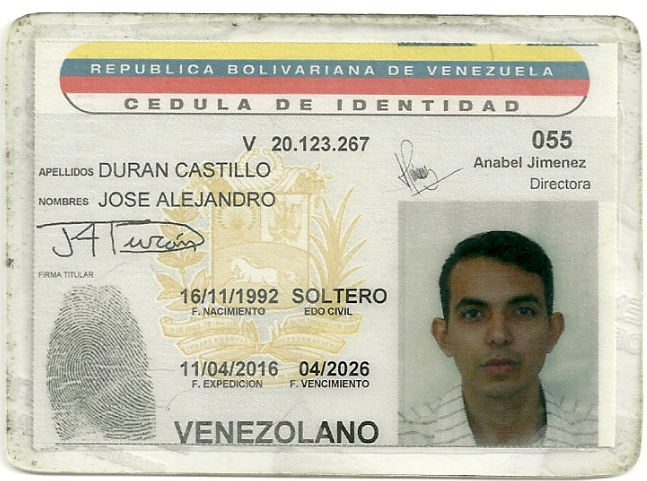 REPUBLICA BOLIVARIANA DE VENEZUELA
CEDULA DE IDENTIDAD
V 20.123.267
055
Anabel Jimenez
Directora
APELLIDOS DURAN CASTILLO
NOMBRES JOSE ALEJANDRO
FIRMA TITULAR
16/11/1992 SOLTERO
F. NACIMIENTO EDO CIVIL
11/04/2016 04/2026
F. EXPEDICION F. VENCIMIENTO
VENEZOLANO